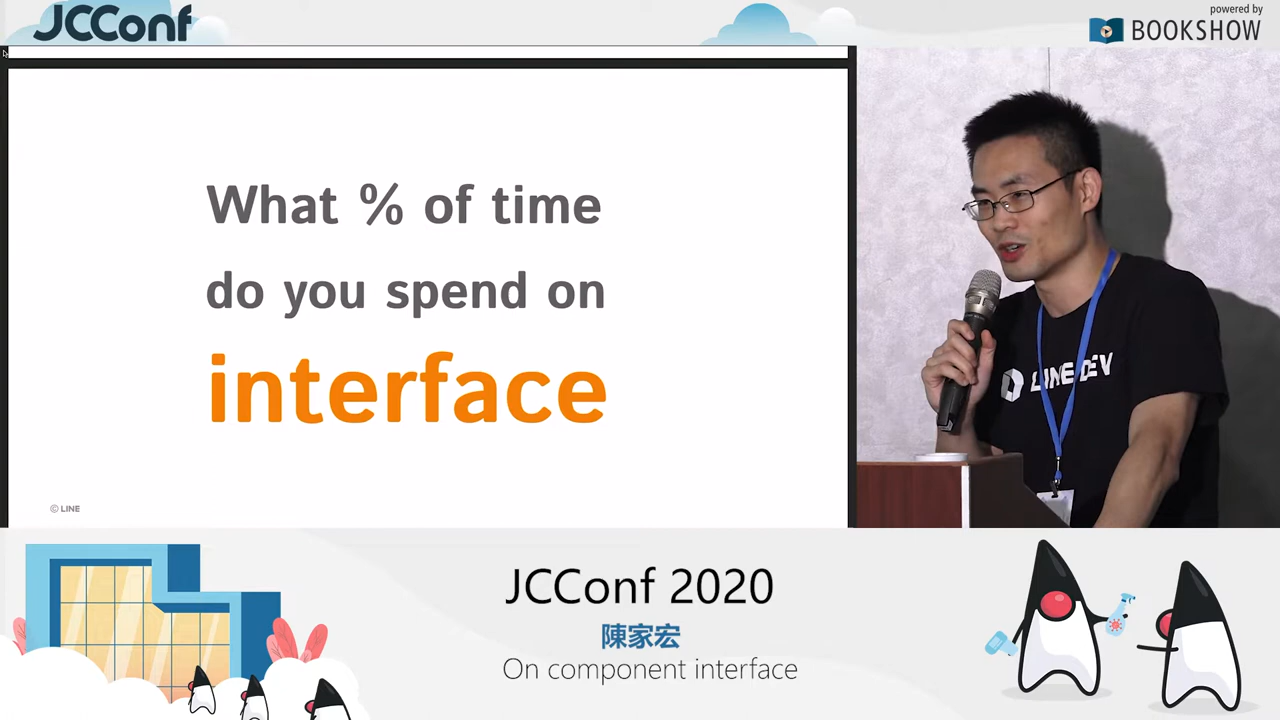 JCConf
powered by
BOOKSHOW
What % of time
do you spend on
interface
© LINE
LINE DEV
JCConf 2020
陳家宏
On component interface